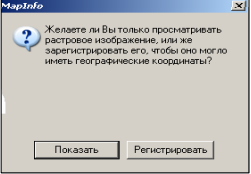 MapInfo
Желаете ли Вы только просматривать
растровое изображение, или же
зарегистрировать его, чтобы оно могло
иметь географические координаты?
Показать
Регистрировать